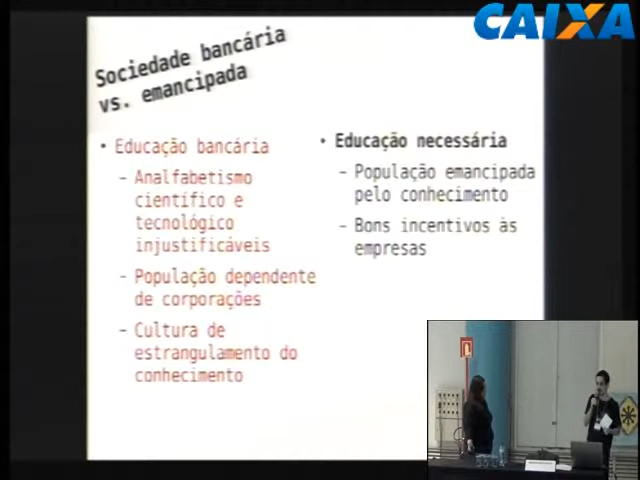 CAIXA
Sociedade bancária
vs. emancipada
• Educação bancária
– Analfabetismo
científico e
tecnológico
injustificáveis
– População dependente
de corporações
– Cultura de
estrangulamento do
conhecimento
• Educação necessária
– População emancipada
pelo conhecimento
– Bons incentivos às
empresas